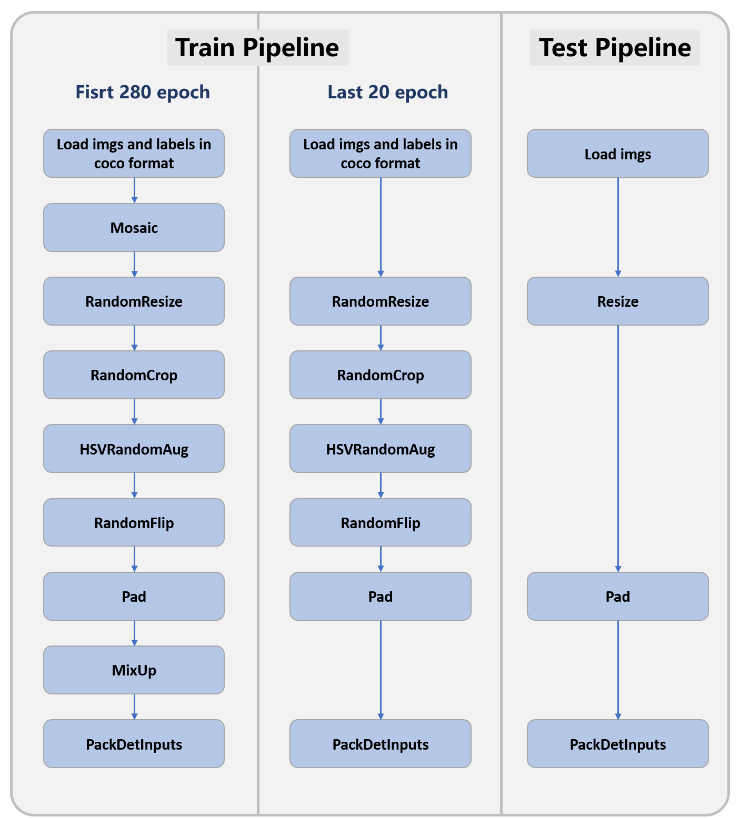 Train Pipeline
Fisrt 280 epoch
Load imgs and labels in
coco format
Mosaic
RandomResize
RandomCrop
HSVRandomAug
RandomFlip
Pad
MixUp
PackDetInputs
Last 20 epoch
Load imgs and labels in
coco format
RandomResize
RandomCrop
HSVRandomAug
RandomFlip
Pad
PackDetInputs
Test Pipeline
Load imgs
Resize
Pad
PackDetInputs